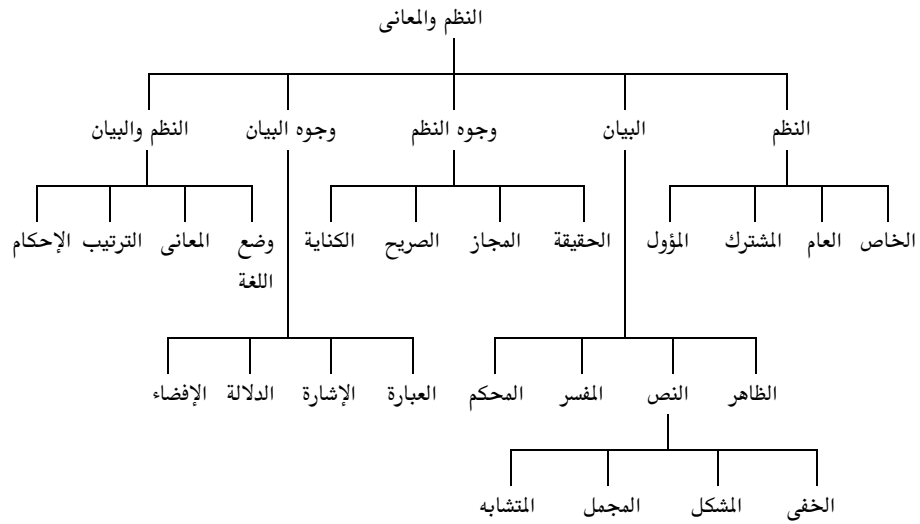 النظم والمعانى
النظم البيان وجوه النظم وجوه البيان النظم والبيان
الخاص العام المشترك المؤول الحقيقة المجاز الصريح الكناية وضع المعانى الترتيب الإحكام
اللغة
الظاهر النص المفسر المحكم العبارة الإشارة الدلالة الإفضاء
الخفى المشكل المجمل المتشابه